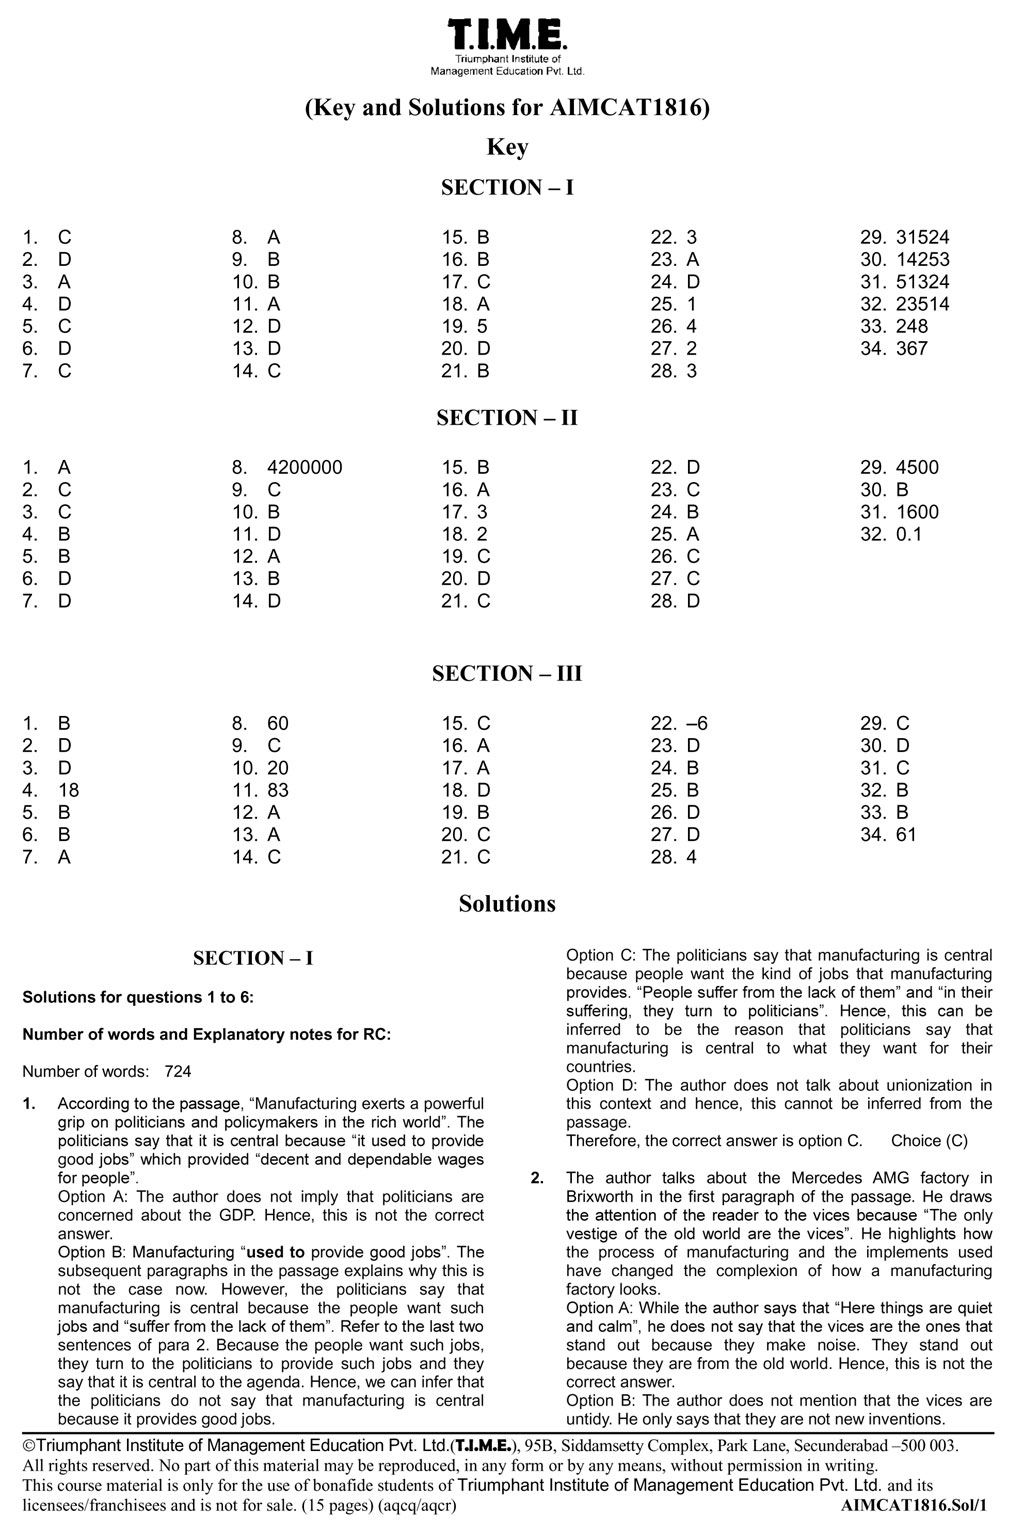 T.I.M.E.
Triumphant Institute of
Management Education Pvt. Ltd.
(Key and Solutions for AIMCAT1816)
Key
SECTION – I
1. C 8. A 15. B 22. 3 29. 31524
2. D 9. B 16. B 23. A 30. 14253
3. A 10. B 17. C 24. D 31. 51324
4. D 11. A 18. A 25. 1 32. 23514
5. C 12. D 19. 5 26. 4 33. 248
6. D 13. D 20. D 27. 2 34. 367
7. C 14. C 21. B 28. 3
SECTION – II
1. A 8. 4200000 15. B 22. D 29. 4500
2. C 9. C 16. A 23. C 30. B
3. C 10. B 17. 3 24. B 31. 1600
4. B 11. D 18. 2 25. A 32. 0.1
5. B 12. A 19. C 26. C
6. D 13. B 20. D 27. C
7. D 14. D 21. C 28. D
SECTION – III
1. B 8. 60 15. C 22. –6 29. C
2. D 9. C 16. A 23. D 30. D
3. D 10. 20 17. A 24. B 31. C
4. 18 11. 83 18. D 25. B 32. B
5. B 12. A 19. B 26. D 33. B
6. B 13. A 20. C 27. D 34. 61
7. A 14. C 21. C 28. 4
Solutions
SECTION – I
Solutions for questions 1 to 6:
Number of words and Explanatory notes for RC:
Number of words: 724
1. According to the passage, “Manufacturing exerts a powerful
grip on politicians and policymakers in the rich world”. The
politicians say that it is central because “it used to provide
good jobs” which provided “decent and dependable wages
for people”.
Option A: The author does not imply that politicians are
concerned about the GDP. Hence, this is not the correct
answer.
Option B: Manufacturing “used to provide good jobs”. The
subsequent paragraphs in the passage explains why this is
not the case now. However, the politicians say that
manufacturing is central because the people want such
jobs and “suffer from the lack of them”. Refer to the last two
sentences of para 2. Because the people want such jobs,
they turn to the politicians to provide such jobs and they
say that it is central to the agenda. Hence, we can infer that
the politicians do not say that manufacturing is central
because it provides good jobs.
Option C: The politicians say that manufacturing is central
because people want the kind of jobs that manufacturing
provides. “People suffer from the lack of them” and “in their
suffering, they turn to politicians”. Hence, this can be
inferred to be the reason that politicians say that
manufacturing is central to what they want for their
countries.
Option D: The author does not talk about unionization in
this context and hence, this cannot be inferred from the
passage.
Therefore, the correct answer is option C. Choice (C)
2. The author talks about the Mercedes AMG factory in
Brixworth in the first paragraph of the passage. He draws
the attention of the reader to the vices because “The only
vestige of the old world are the vices”. He highlights how
the process of manufacturing and the implements used
have changed the complexion of how a manufacturing
factory looks.
Option A: While the author says that “Here things are quiet
and calm”, he does not say that the vices are the ones that
stand out because they make noise. They stand out
because they are from the old world. Hence, this is not the
correct answer.
Option B: The author does not mention that the vices are
untidy. He only says that they are not new inventions.
©Triumphant Institute of Management Education Pvt. Ltd.(T.I.M.E.), 95B, Siddamsetty Complex, Park Lane, Secunderabad –500 003.
All rights reserved. No part of this material may be reproduced, in any form or by any means, without permission in writing.
This course material is only for the use of bonafide students of Triumphant Institute of Management Education Pvt. Ltd. and its
licensees/franchisees and is not for sale. (15 pages) (aqcq/aqcr) AIMCAT1816.Sol/1